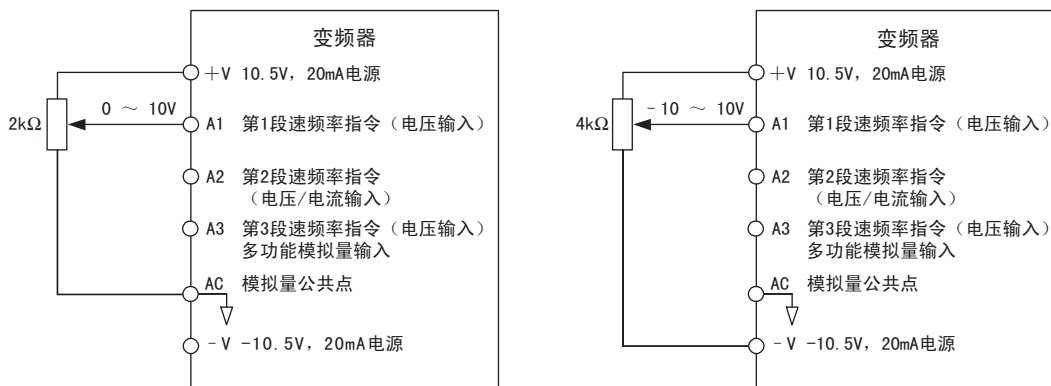 变频器
+V 10.5V，20mA电源
0 ～ 10V
2kΩ
A1 第1段速频率指令（电压输入）
A2 第2段速频率指令
（电压/电流输入）
A3 第3段速频率指令（电压输入）
多功能模拟量输入
AC 模拟量公共点
-V -10.5V，20mA电源
变频器
+V 10.5V，20mA电源
-10 ～ 10V
4kΩ
A1 第1段速频率指令（电压输入）
A2 第2段速频率指令
（电压/电流输入）
A3 第3段速频率指令（电压输入）
多功能模拟量输入
AC 模拟量公共点
-V -10.5V，20mA电源